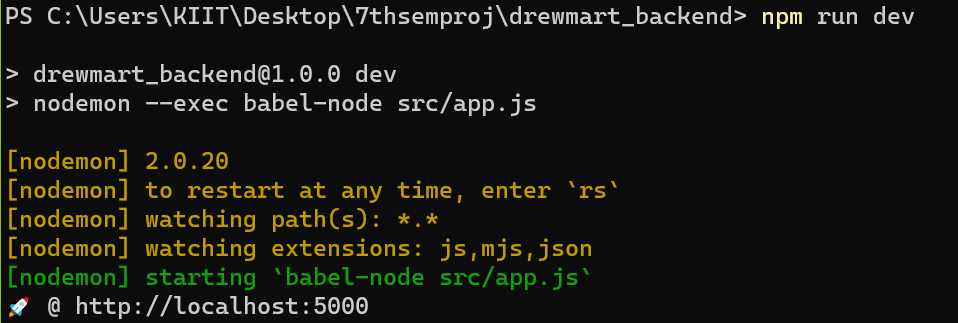 PS C:\Users\KIIT\Desktop\7thsemproj\drewmart_backend> npm run dev
> drewmart_backend@1.0.0 dev
> nodemon --exec babel-node src/app.js
[nodemon] 2.0.20
[nodemon] to restart at any time, enter `rs`
[nodemon] watching path(s): *.*
[nodemon] watching extensions: js,mjs,json
[nodemon] starting `babel-node src/app.js`
🚀 @ http://localhost:5000